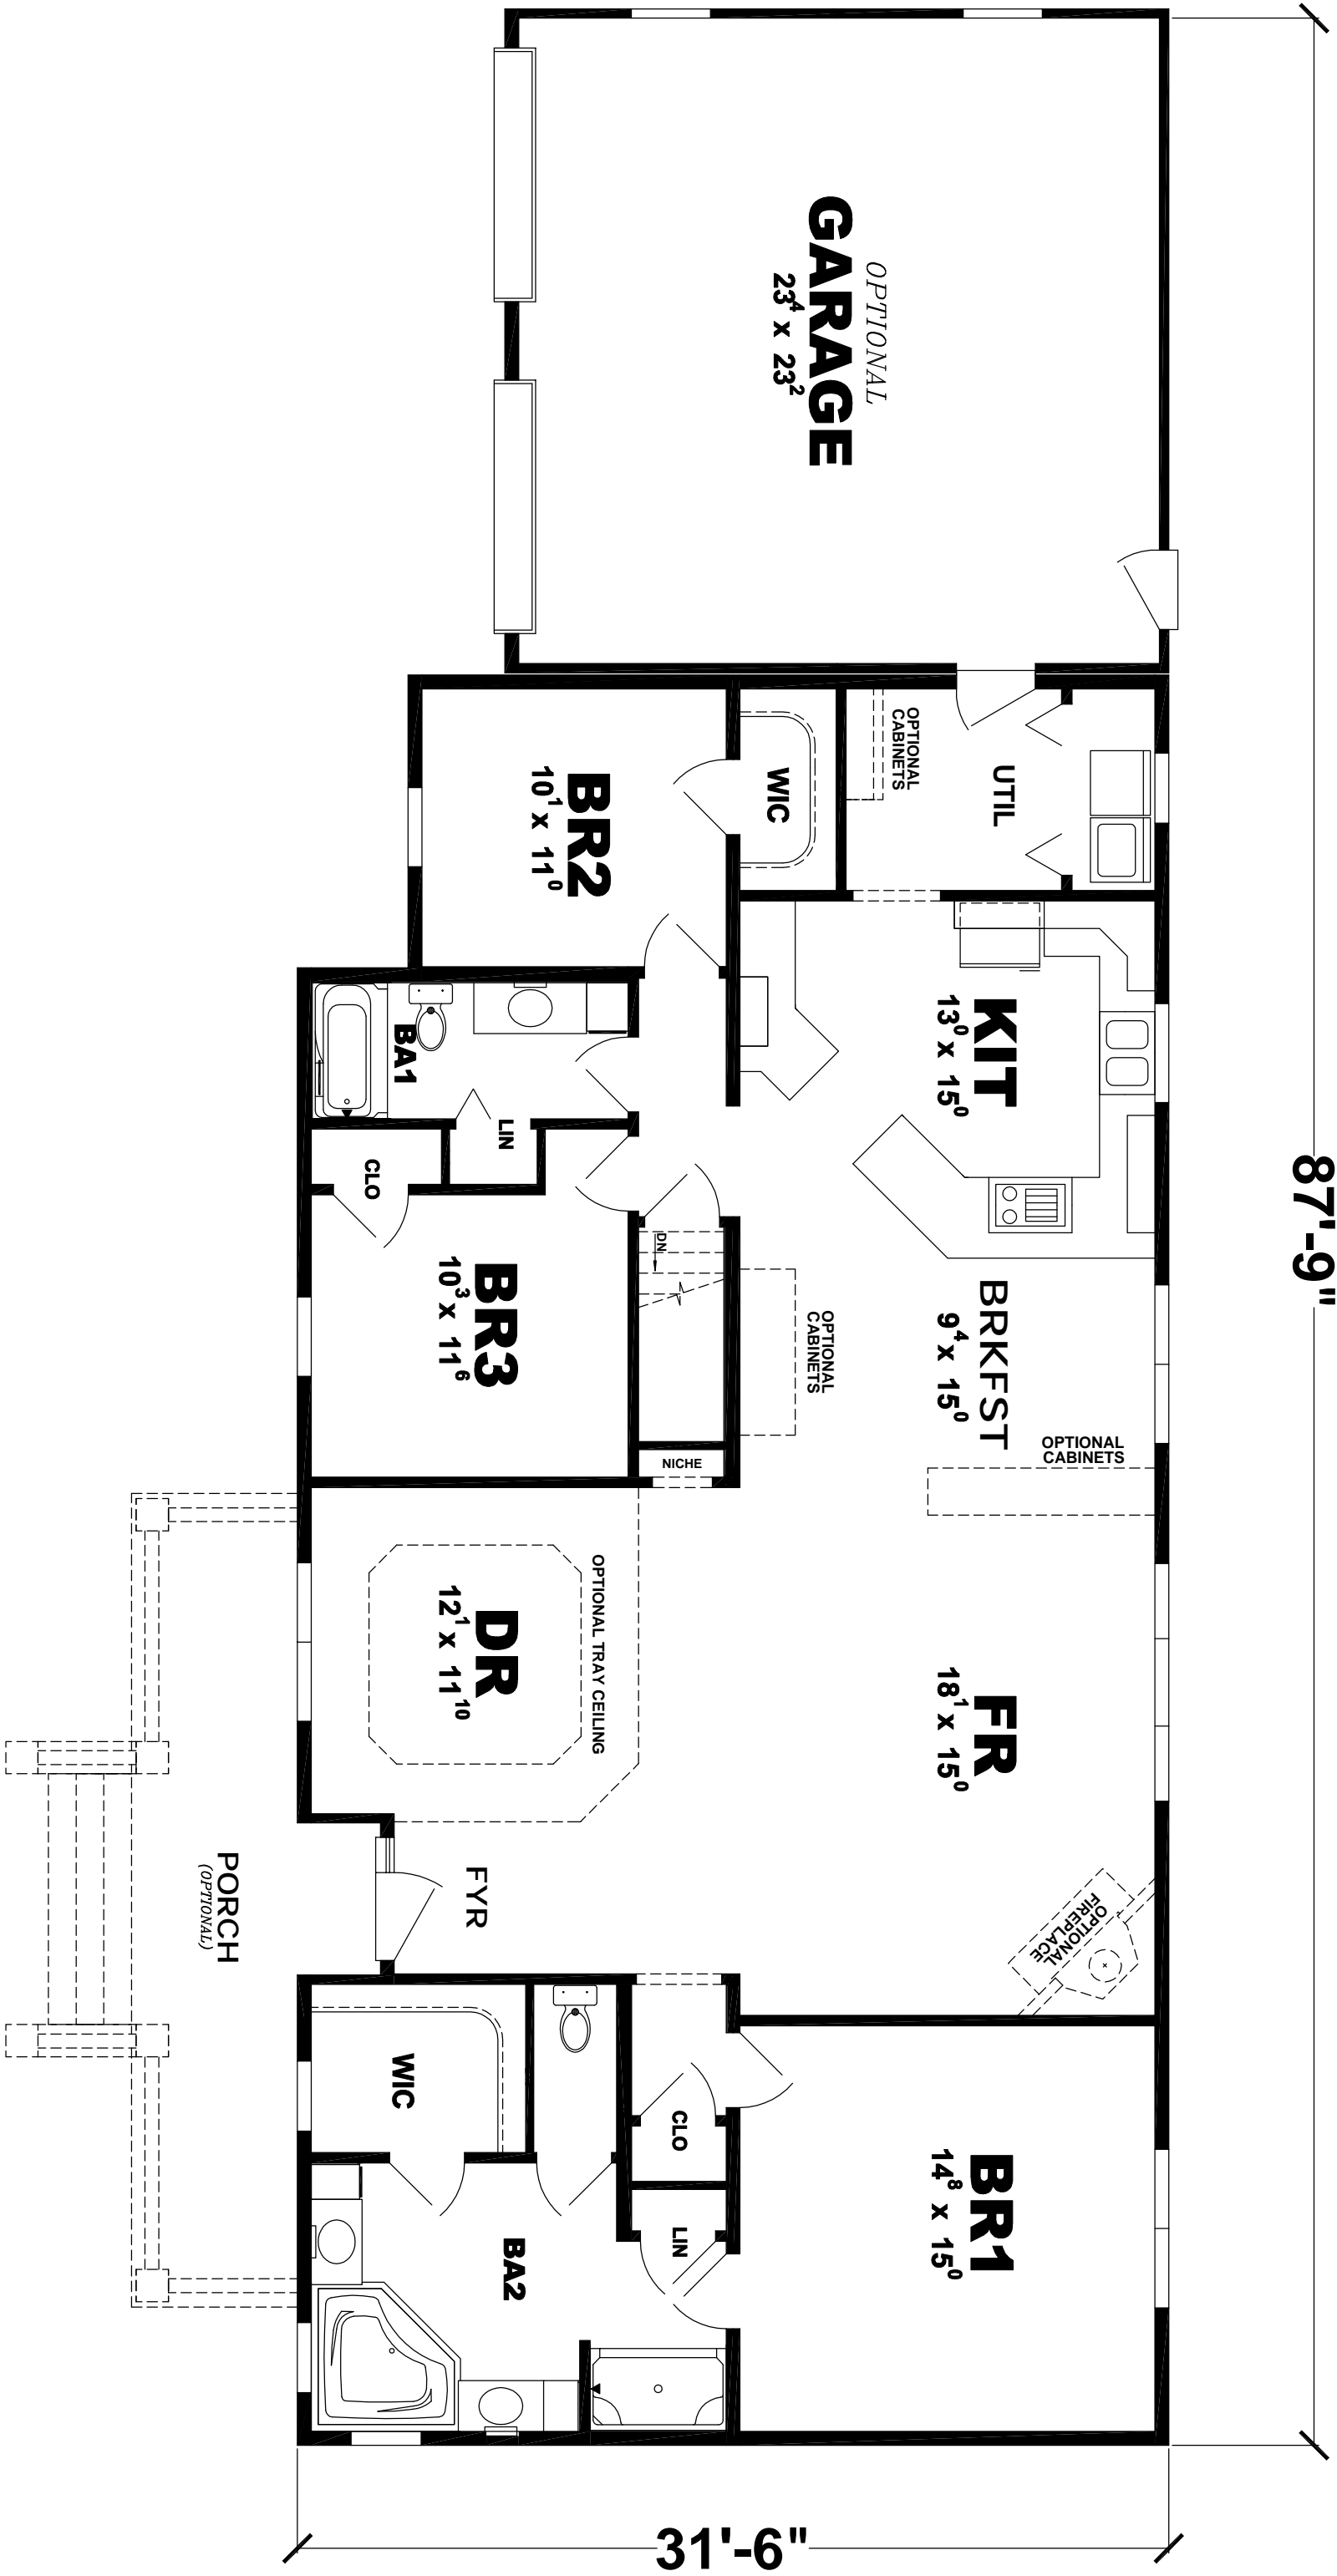 87'-9"
OPTIONAL
GARAGE
23⁴ x 23²
OPTIONAL
CABINETS
UTIL
WIC
BR2
10¹ x 11⁰
KIT
13⁰ x 15⁰
BA1
LIN
CLO
DN
BR3
10³ x 11⁶
OPTIONAL
CABINETS
BRKFST
9⁴ x 15⁰
OPTIONAL
CABINETS
NICHE
OPTIONAL TRAY CEILING
DR
12¹ x 11¹⁰
FR
18¹ x 15⁰
OPTIONAL
FIREPLACE
FYR
PORCH
(OPTIONAL)
WIC
CLO
LIN
BA2
BR1
14⁸ x 15⁰
31'-6"